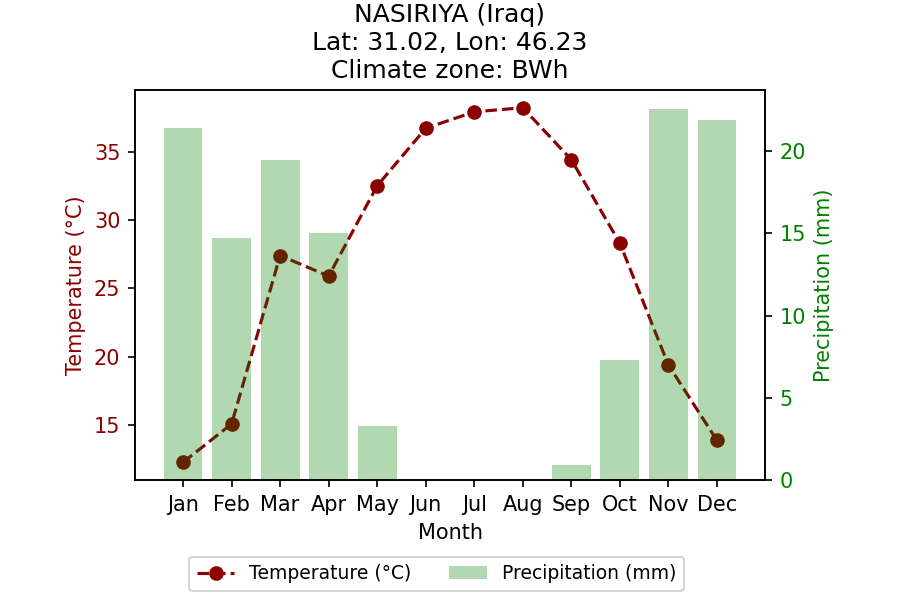 NASIRIYA (Iraq)
Lat: 31.02, Lon: 46.23
Climate zone: BWh
Temperature (°C)
35
30
25
20
15
20
15
10
5
0
Precipitation (mm)
Jan Feb Mar Apr May Jun Jul Aug Sep Oct Nov Dec
Month
Temperature (°C) Precipitation (mm)